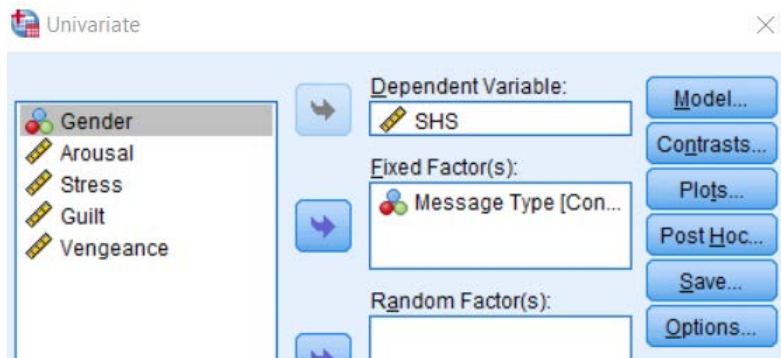 Univariate
Gender
Arousal
Stress
Guilt
Vengeance
Dependent Variable:
SHS
Fixed Factor(s):
Message Type [Con...
Random Factor(s):
Model...
Contrasts...
Plots...
Post Hoc...
Save...
Options...